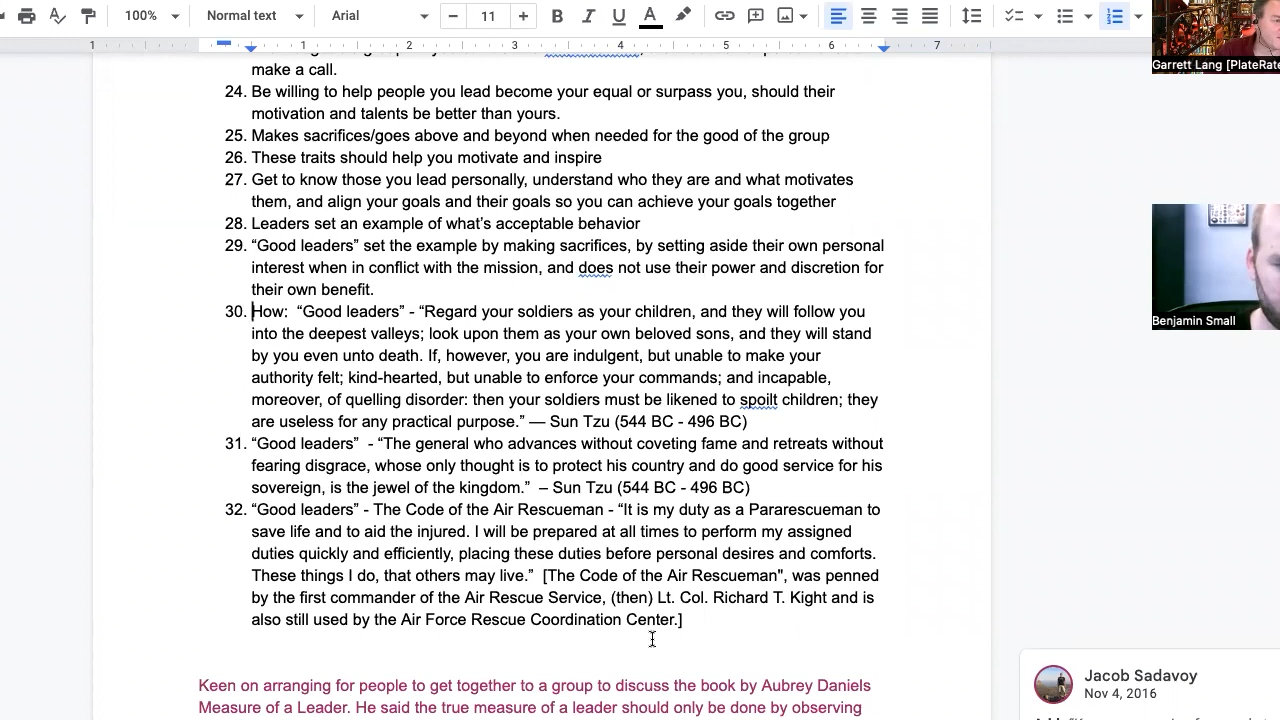 100%
Normal text
Arial
11
B I U A
1 1 2 3 4 5 6 7
Garrett Lang [PlateRate
make a call.
24. Be willing to help people you lead become your equal or surpass you, should their
motivation and talents be better than yours.
25. Makes sacrifices/goes above and beyond when needed for the good of the group
26. These traits should help you motivate and inspire
27. Get to know those you lead personally, understand who they are and what motivates
them, and align your goals and their goals so you can achieve your goals together
28. Leaders set an example of what's acceptable behavior
29. “Good leaders” set the example by making sacrifices, by setting aside their own personal
interest when in conflict with the mission, and does not use their power and discretion for
their own benefit.
30. How:  “Good leaders” - “Regard your soldiers as your children, and they will follow you
into the deepest valleys; look upon them as your own beloved sons, and they will stand
by you even unto death. If, however, you are indulgent, but unable to make your
authority felt; kind-hearted, but unable to enforce your commands; and incapable,
moreover, of quelling disorder: then your soldiers must be likened to spoilt children; they
are useless for any practical purpose.” ― Sun Tzu (544 BC - 496 BC)
31. “Good leaders”  - “The general who advances without coveting fame and retreats without
fearing disgrace, whose only thought is to protect his country and do good service for his
sovereign, is the jewel of the kingdom.”  – Sun Tzu (544 BC - 496 BC)
32. “Good leaders” - The Code of the Air Rescueman - “It is my duty as a Pararescueman to
save life and to aid the injured. I will be prepared at all times to perform my assigned
duties quickly and efficiently, placing these duties before personal desires and comforts.
These things I do, that others may live.”  [The Code of the Air Rescueman", was penned
by the first commander of the Air Rescue Service, (then) Lt. Col. Richard T. Kight and is
also still used by the Air Force Rescue Coordination Center.]
Keen on arranging for people to get together to a group to discuss the book by Aubrey Daniels
Measure of a Leader. He said the true measure of a leader should only be done by observing
Benjamin Small
Jacob Sadavoy
Nov 4, 2016